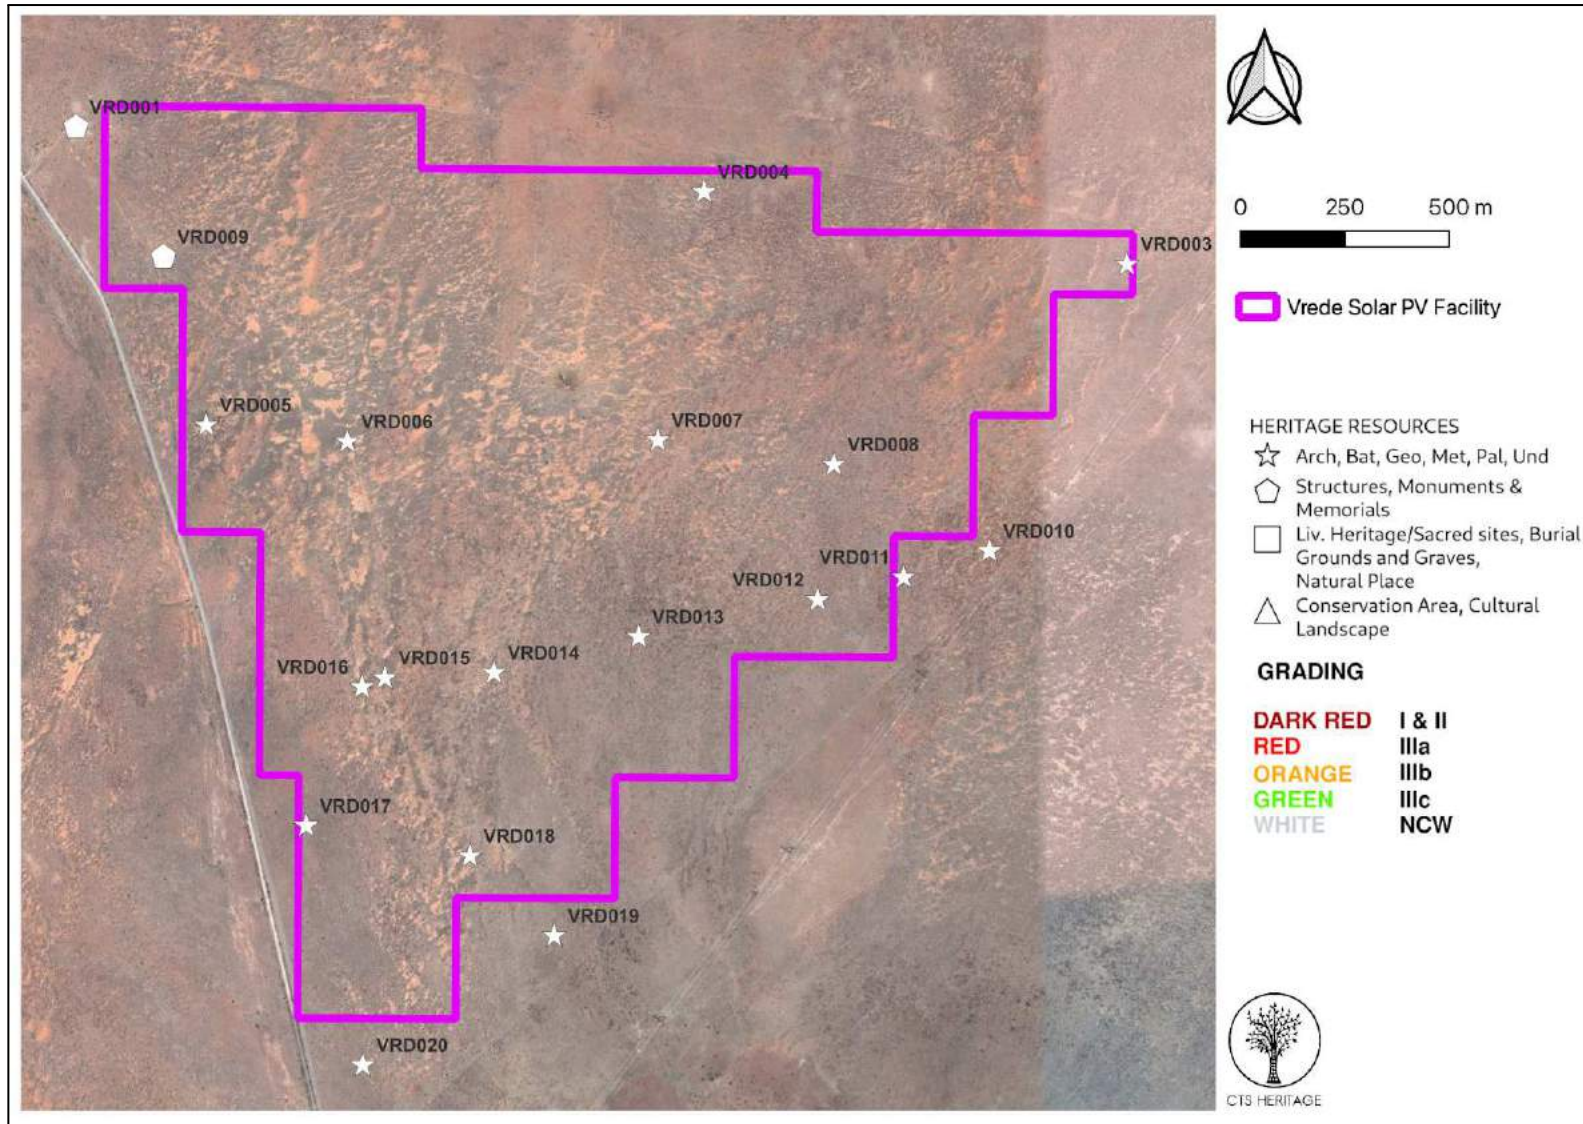 VRD001
VRD004
VRD009
VRD003
VRD005
VRD006
VRD007
VRD008
VRD010
VRD011
VRD012
VRD013
VRD014
VRD015
VRD016
VRD017
VRD018
VRD019
VRD020
0 250 500 m
Vrede Solar PV Facility
HERITAGE RESOURCES
Arch, Bat, Geo, Met, Pal, Und
Structures, Monuments &
Memorials
Liv. Heritage/Sacred sites, Burial
Grounds and Graves,
Natural Place
Conservation Area, Cultural
Landscape
GRADING
DARK RED I & II
RED IIIa
ORANGE IIIb
GREEN IIIc
WHITE NCW
CTS HERITAGE